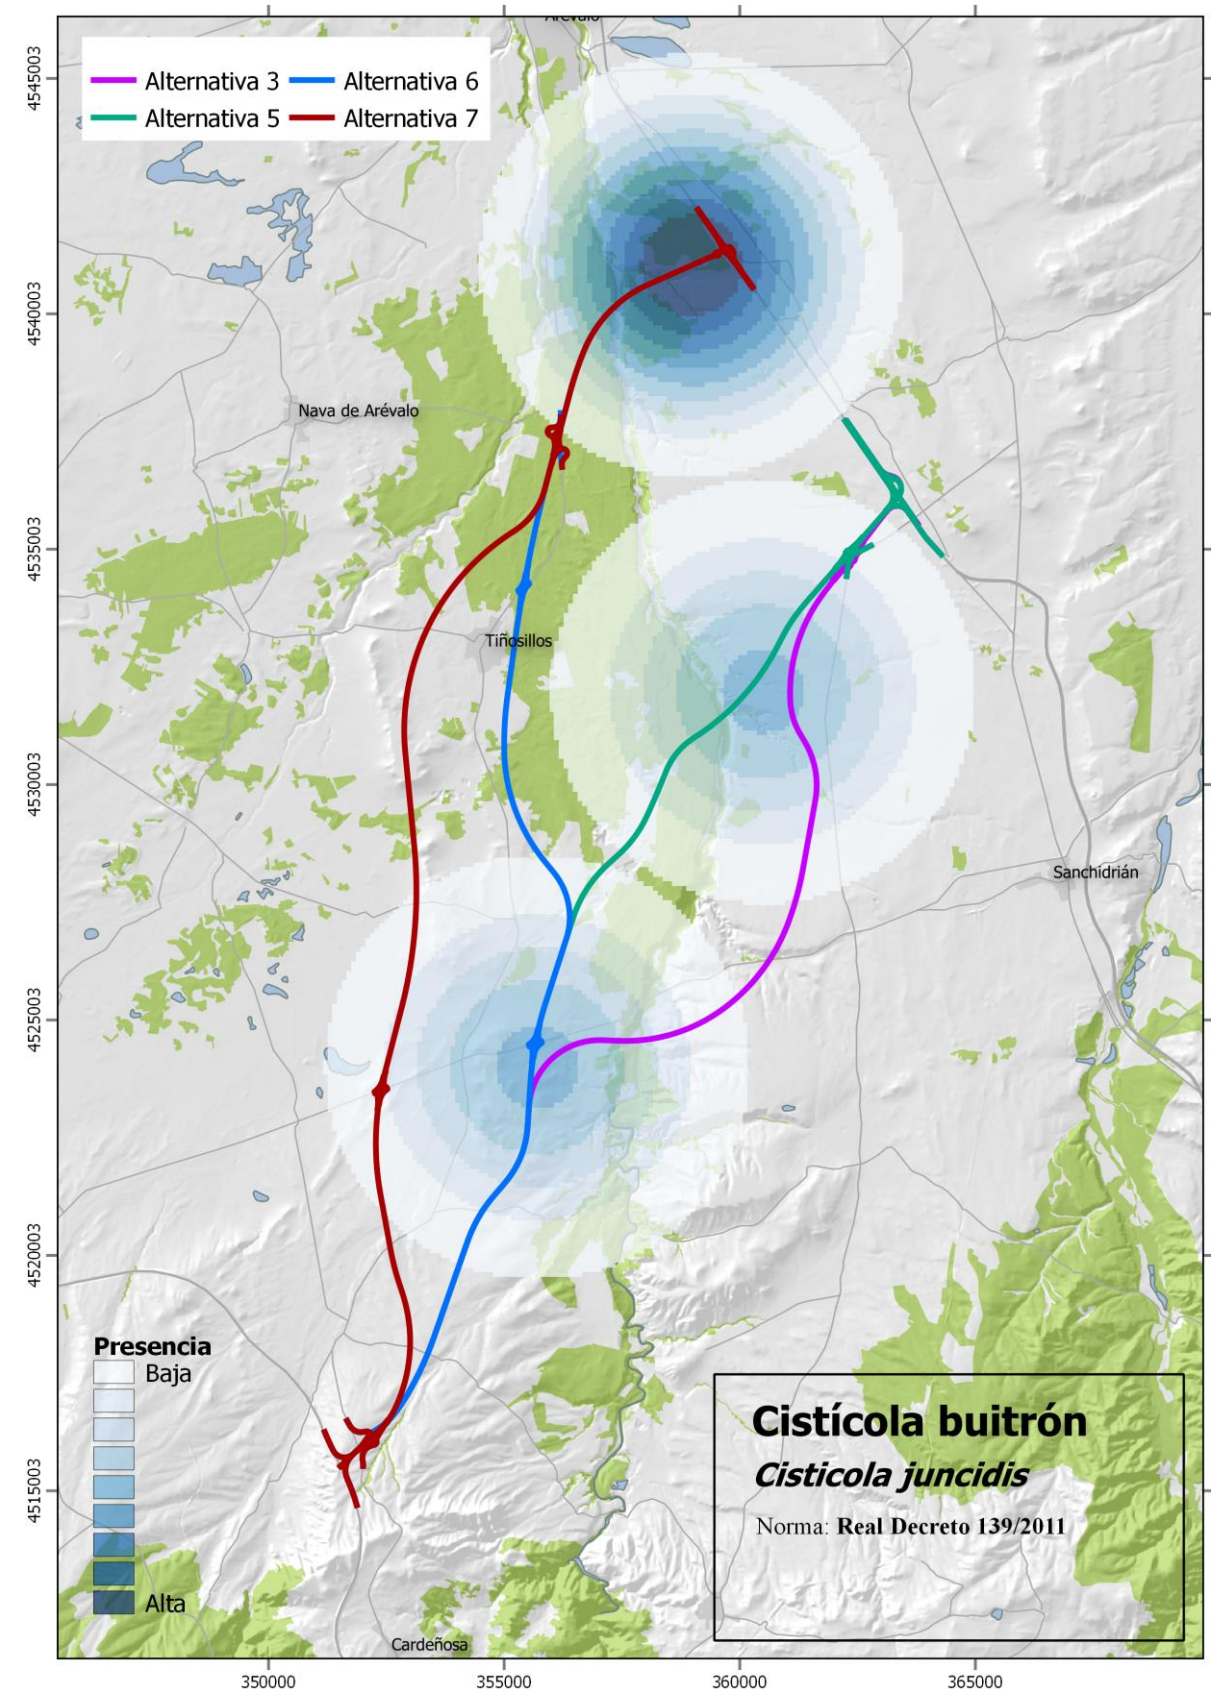 Arévalo
Alternativa 3
Alternativa 6
Alternativa 5
Alternativa 7
4545003
4540003
4535003
4530003
4525003
4520003
4515003
Nava de Arévalo
Tiñosillos
Sanchidrián
Presencia
Baja
Alta
Cistícola buitrón
Cisticola juncidis
Norma: Real Decreto 139/2011
Cardeñosa
350000
355000
360000
365000